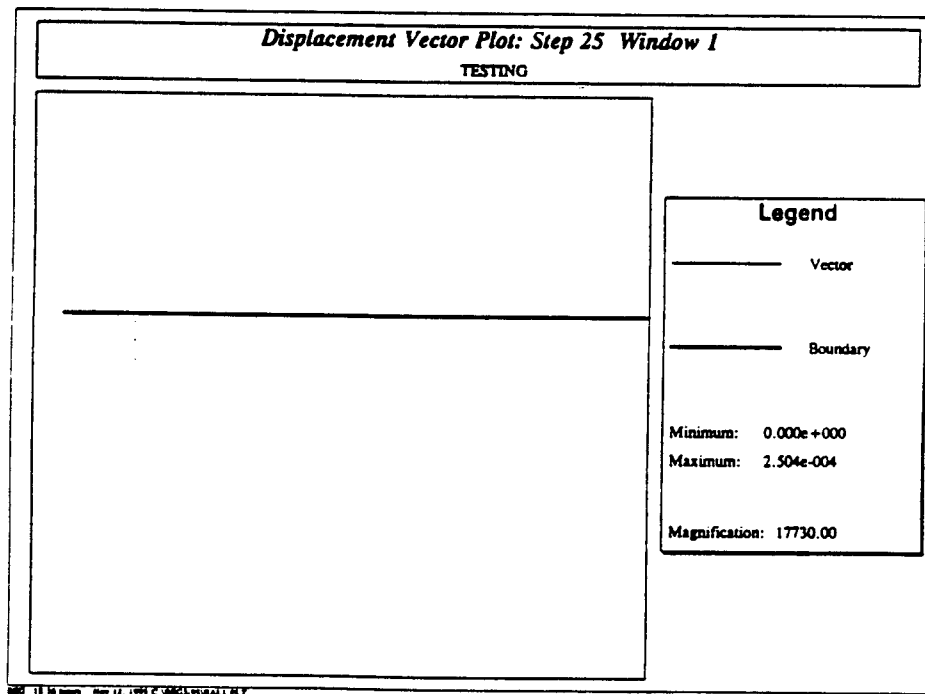 Displacement Vector Plot: Step 25 Window 1
TESTING
Legend
Vector
Boundary
Minimum: 0.000e+000
Maximum: 2.504e-004
Magnification: 17730.00